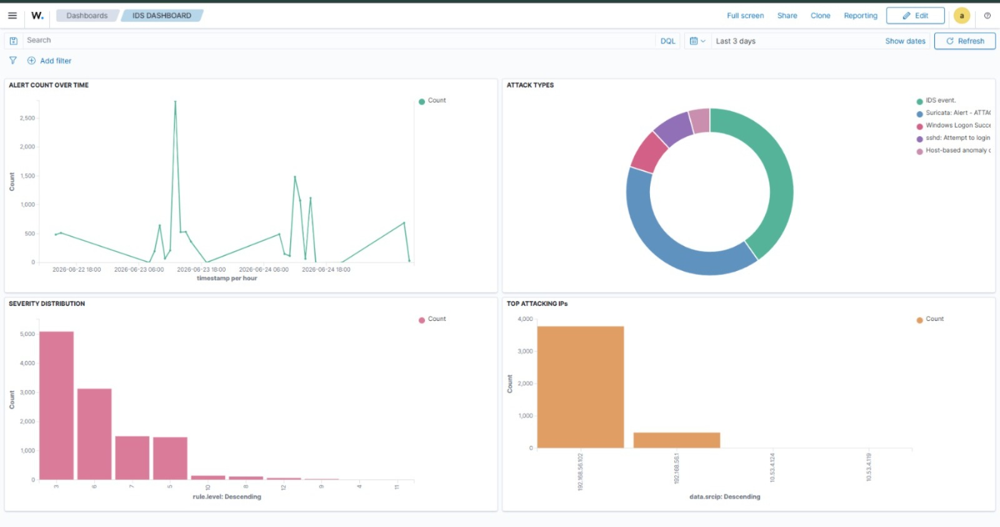 W.
Dashboards
IDS DASHBOARD
Full screen
Share
Clone
Reporting
Edit
a
Search
DQL
Last 3 days
Show dates
Refresh
Add filter
ALERT COUNT OVER TIME
Count
2,500
2,000
1,500
1,000
500
0
Count
2026-06-22 18:00
2026-06-23 06:00
2026-06-23 18:00
2026-06-24 06:00
2026-06-24 18:00
timestamp per hour
ATTACK TYPES
IDS event.
Suricata: Alert - ATTAC
Windows Logon Succe
sshd: Attempt to login
Host-based anomaly
SEVERITY DISTRIBUTION
Count
5,000
4,000
3,000
2,000
1,000
0
Count
3
6
7
5
10
8
12
9
4
11
rule.level: Descending
TOP ATTACKING IPs
Count
4,000
3,000
2,000
1,000
0
Count
192.168.56.102
192.168.56.1
10.53.4.124
10.53.4.119
data.srcip: Descending